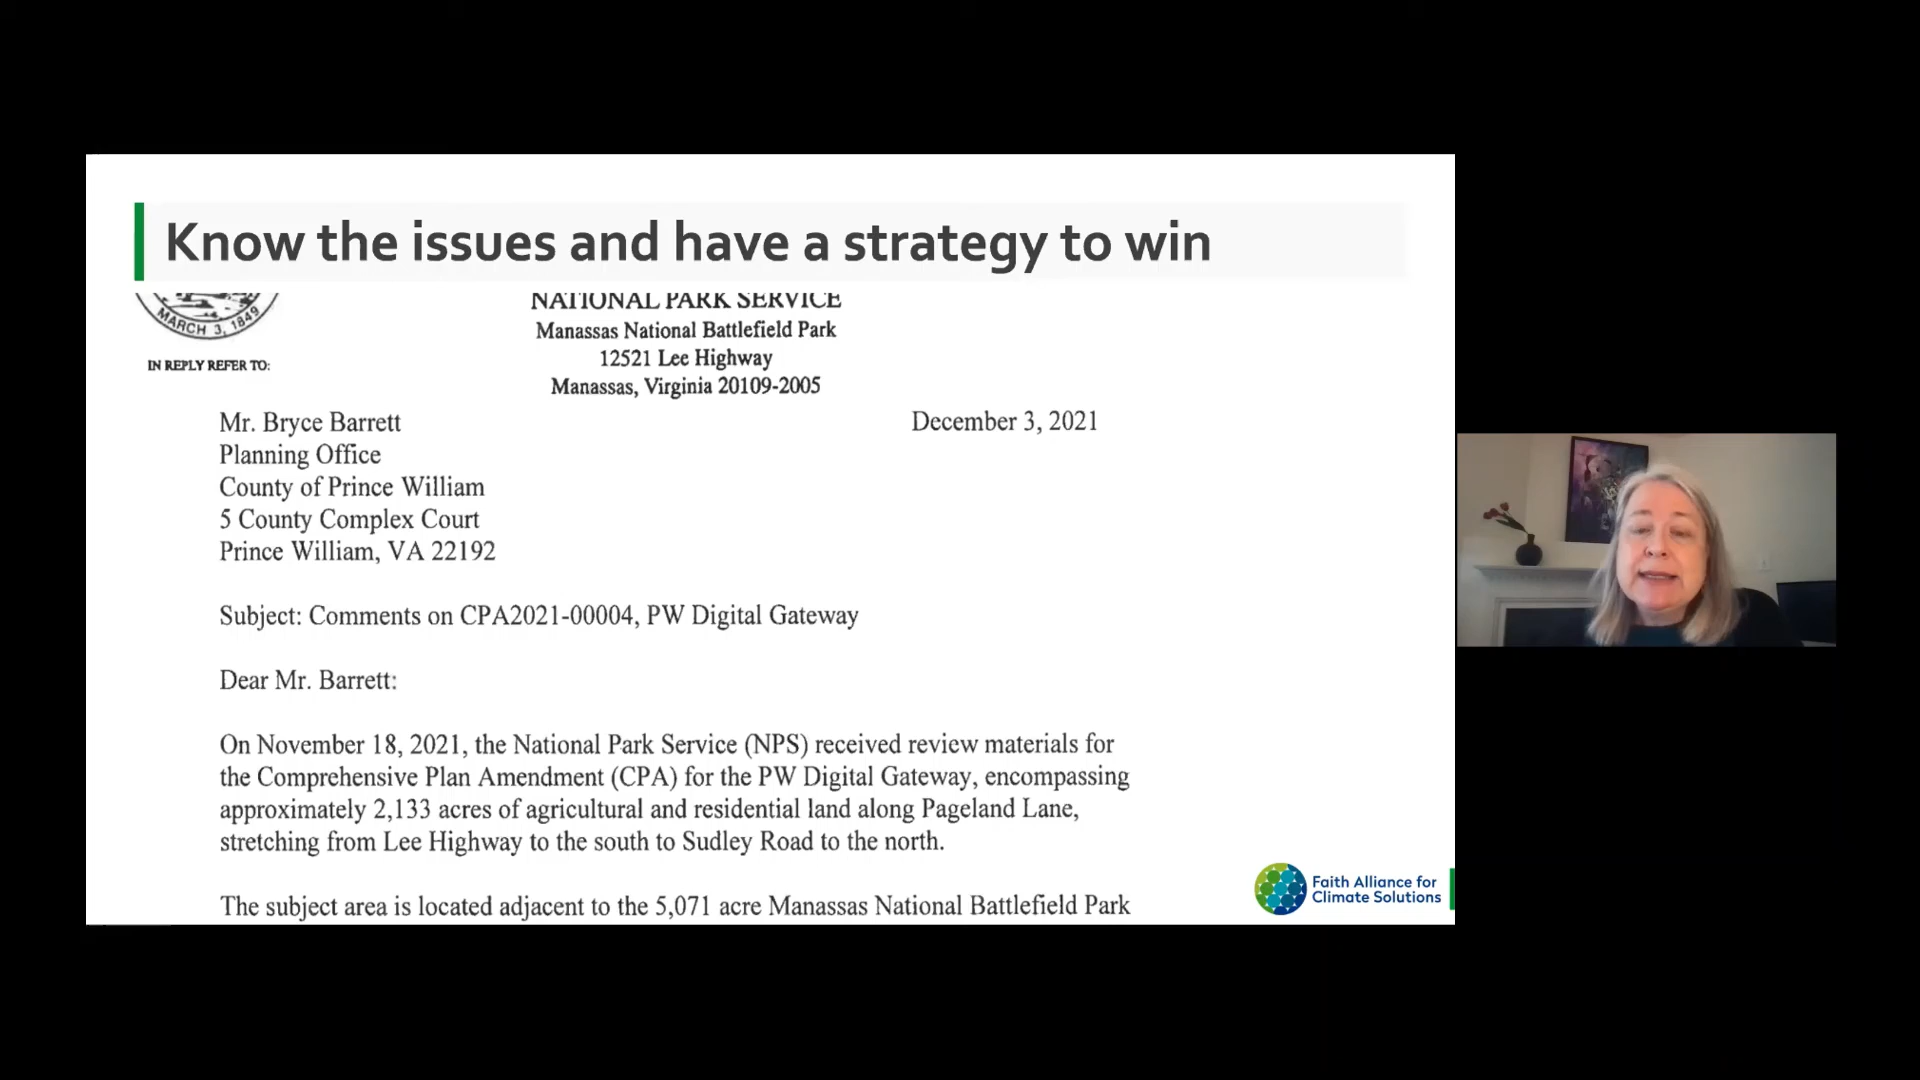 Know the issues and have a strategy to win
NATIONAL PARK SERVICE
MARCH 3, 1849
Manassas National Battlefield Park
12521 Lee Highway
IN REPLY REFER TO:
Manassas, Virginia 20109-2005
Mr. Bryce Barrett
December 3, 2021
Planning Office
County of Prince William
5 County Complex Court
Prince William, VA 22192
Subject: Comments on CPA2021-00004, PW Digital Gateway
Dear Mr. Barrett:
On November 18, 2021, the National Park Service (NPS) received review materials for
the Comprehensive Plan Amendment (CPA) for the PW Digital Gateway, encompassing
approximately 2,133 acres of agricultural and residential land along Pageland Lane,
stretching from Lee Highway to the south to Sudley Road to the north.
The subject area is located adjacent to the 5,071 acre Manassas National Battlefield Park
Faith Alliance for
Climate Solutions